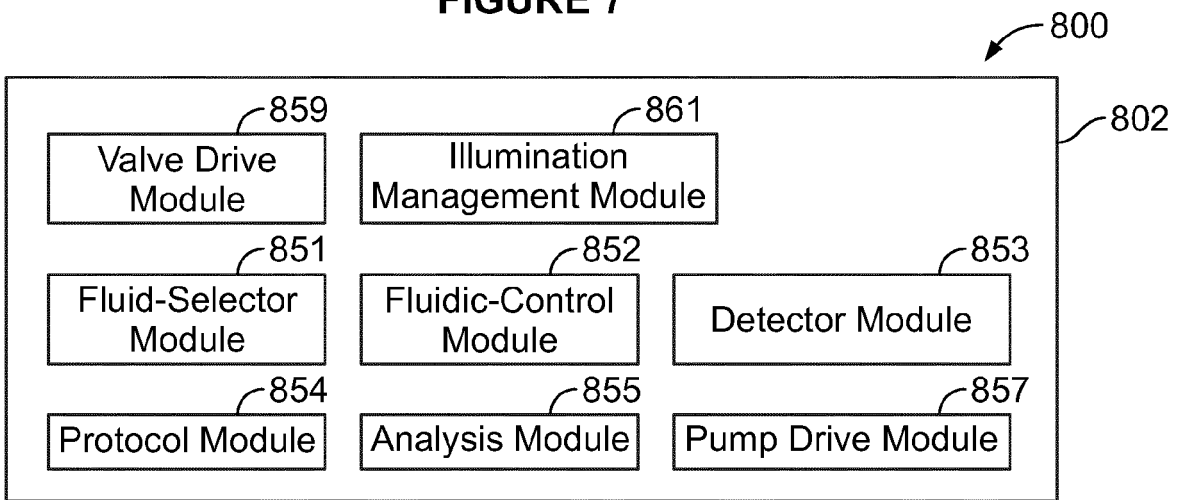 FIGURE 7
800
802
859
861
Valve Drive
Module
Illumination
Management Module
851
852
853
Fluid-Selector
Module
Fluidic-Control
Module
Detector Module
854
855
857
Protocol Module
Analysis Module
Pump Drive Module